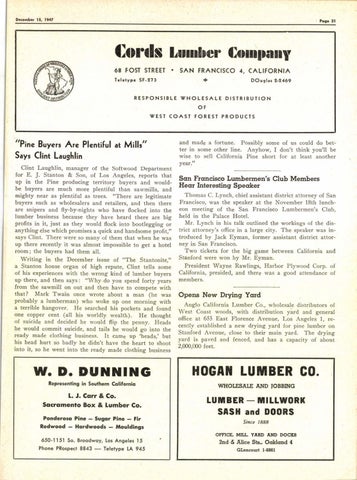 December 15, 1947
Page 31
Cords Lumber Company
68 POST STREET • SAN FRANCISCO 4, CALIFORNIA
Teletype SF-273
DOuglas 2-2469
RESPONSIBLE WHOLESALE DISTRIBUTION
OF
WEST COAST FOREST PRODUCTS
"Pine Buyers Are Plentiful at Mills"
Says Clint Laughlin
Clint Laughlin, manager of the Softwood Department
for E. J. Stanton & Son, of Los Angeles, reports that
up in the Pine producing territory buyers and would-
be buyers are much more plentiful than sawmills, and
mighty near as plentiful as trees. "There are legitimate
buyers such as wholesalers and retailers, and then there
are snipers and fly-by-nights who have flocked into the
lumber business because they have heard there are big
profits in it, just as they would flock into bootlegging or
anything else which promises a quick and handsome profit,"
says Clint. There were so many of them that when he was
up there recently it was almost impossible to get a hotel
room; the buyers had them all.
Writing in the December issue of "The Stantonite,"
a Stanton house organ of high repute, Clint tells some
of his experiences with the wrong kind of lumber buyers
up there, and then says: "Why do you spend forty years
from the sawmill on out and then have to compete with
that? Mark Twain once wrote about a man (he was
probably a lumberman) who woke up one morning with
a terrible hangover. He searched his pockets and found
one copper cent (all his worldly wealth). He thought
of suicide and decided he would flip the penny. Heads
he would commit suicide, and tails he would go into the
ready made clothing business. It came up 'heads,' but
his head hurt so badly he didn't have the heart to shoot
into it, so he went into the ready made clothing business
and made a fortune. Possibly some of us could do bet-
ter in some other line. Anyhow, I don't think you'll be
wise to sell California Pine short for at least another
year."
San Francisco Lumbermen's Club Members
Hear Interesting Speaker
Thomas C. Lynch, chief assistant district attorney of San
Francisco, was the speaker at the November 18th lunch-
eon meeting of the San Francisco Lumbermen's Club,
held in the Palace Hotel.
Mr. Lynch in his talk outlined the workings of the dis-
trict attorney's office in a large city. The speaker was in-
troduced by Jack Eyman, former assistant district attor-
ney in San Francisco.
Two tickets for the big game between California and
Stanford were won by Mr. Eyman.
President Wayne Rawlings, Harbor Plywood Corp. of
California, presided, and there was a good attendance of
members.
Opens New Drying Yard
Anglo California Lumber Co., wholesale distributors of
West Coast woods, with distribution yard and general
office at 655 East Florence Avenue, Los Angeles 1, re-
cently established a new drying yard for pine lumber on
Stanford Avenue, close to their main yard. The drying
yard is paved and fenced, and has a capacity of about
2,000,000 feet.
W. D. DUNNING
Representing in Southern California
L. J. Carr & Co.
Sacramento Box & Lumber Co.
Ponderosa Pine — Sugar Pine — Fir
Redwood — Hardwoods — Mouldings
650-1151 So. Broadway, Los Angeles 15
Phone PRospect 8843 — Teletype LA 965
HOGAN LUMBER CO.
WHOLESALE AND JOBBING
LUMBER — MILLWORK
SASH and DOORS
Since 1888
OFFICE, MILL, YARD AND DOCKS
2nd & Alice Sts., Oakland 4
GLencourt 1-6861